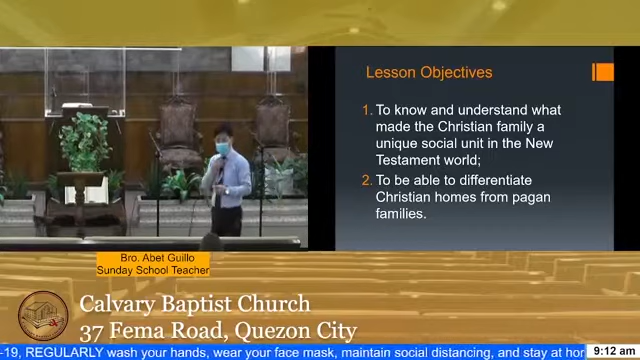 Lesson Objectives
1. To know and understand what
made the Christian family a
unique social unit in the New
Testament world;
2. To be able to differentiate
Christian homes from pagan
families.
Bro. Abet Guillo
Sunday School Teacher
Calvary Baptist Church
37 Fema Road, Quezon City
-19, REGULARLY wash your hands, wear your face mask, maintain social distancing, and stay at hor
9:12 am